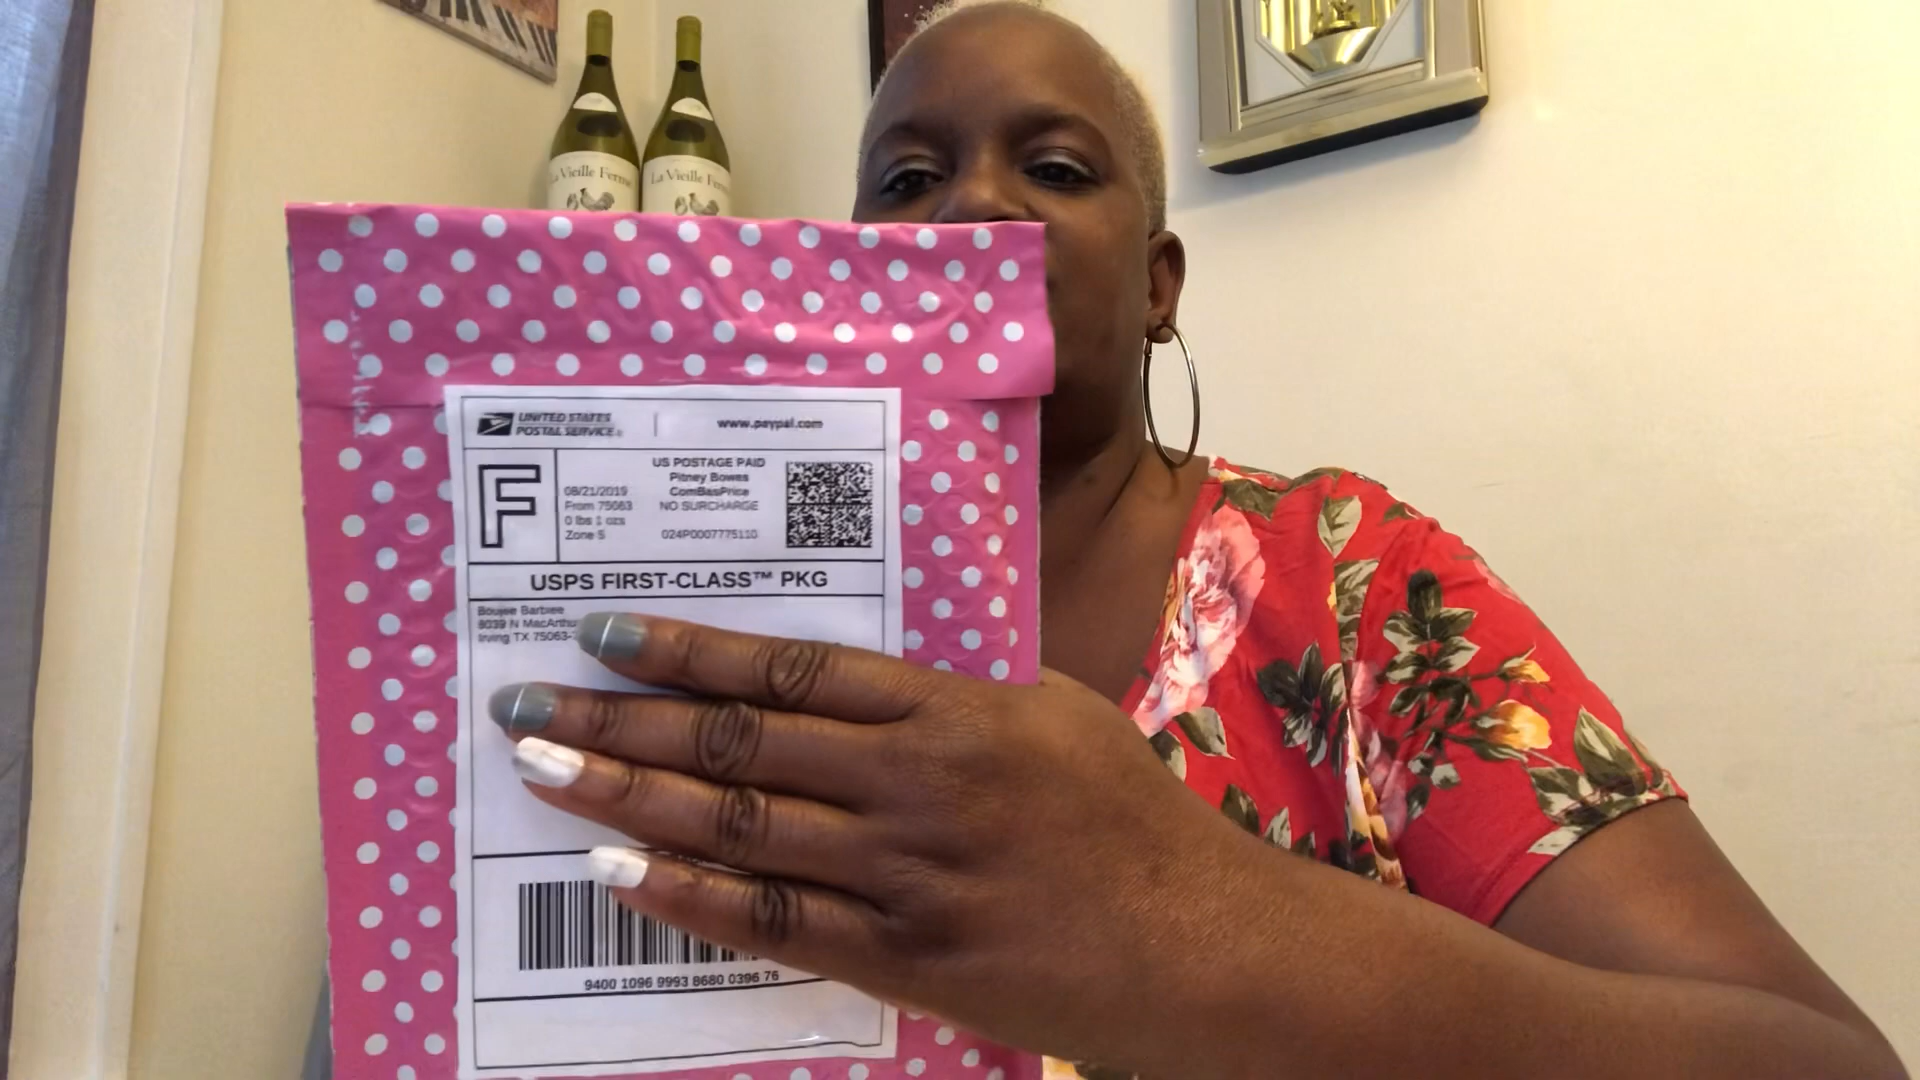 La Vieille Ferme
La Vieille Ferme
UNITED STATES
POSTAL SERVICE®
www.paypal.com
F
08/21/2019
From 75063
0 lbs 1 ozs
Zone 5
US POSTAGE PAID
Pitney Bowes
ComBasPrice
NO SURCHARGE
024P0007775110
USPS FIRST-CLASS™ PKG
Boujee Barbiee
8039 N MacArthu
Irving TX 75063-
9400 1096 9993 8680 0396 76